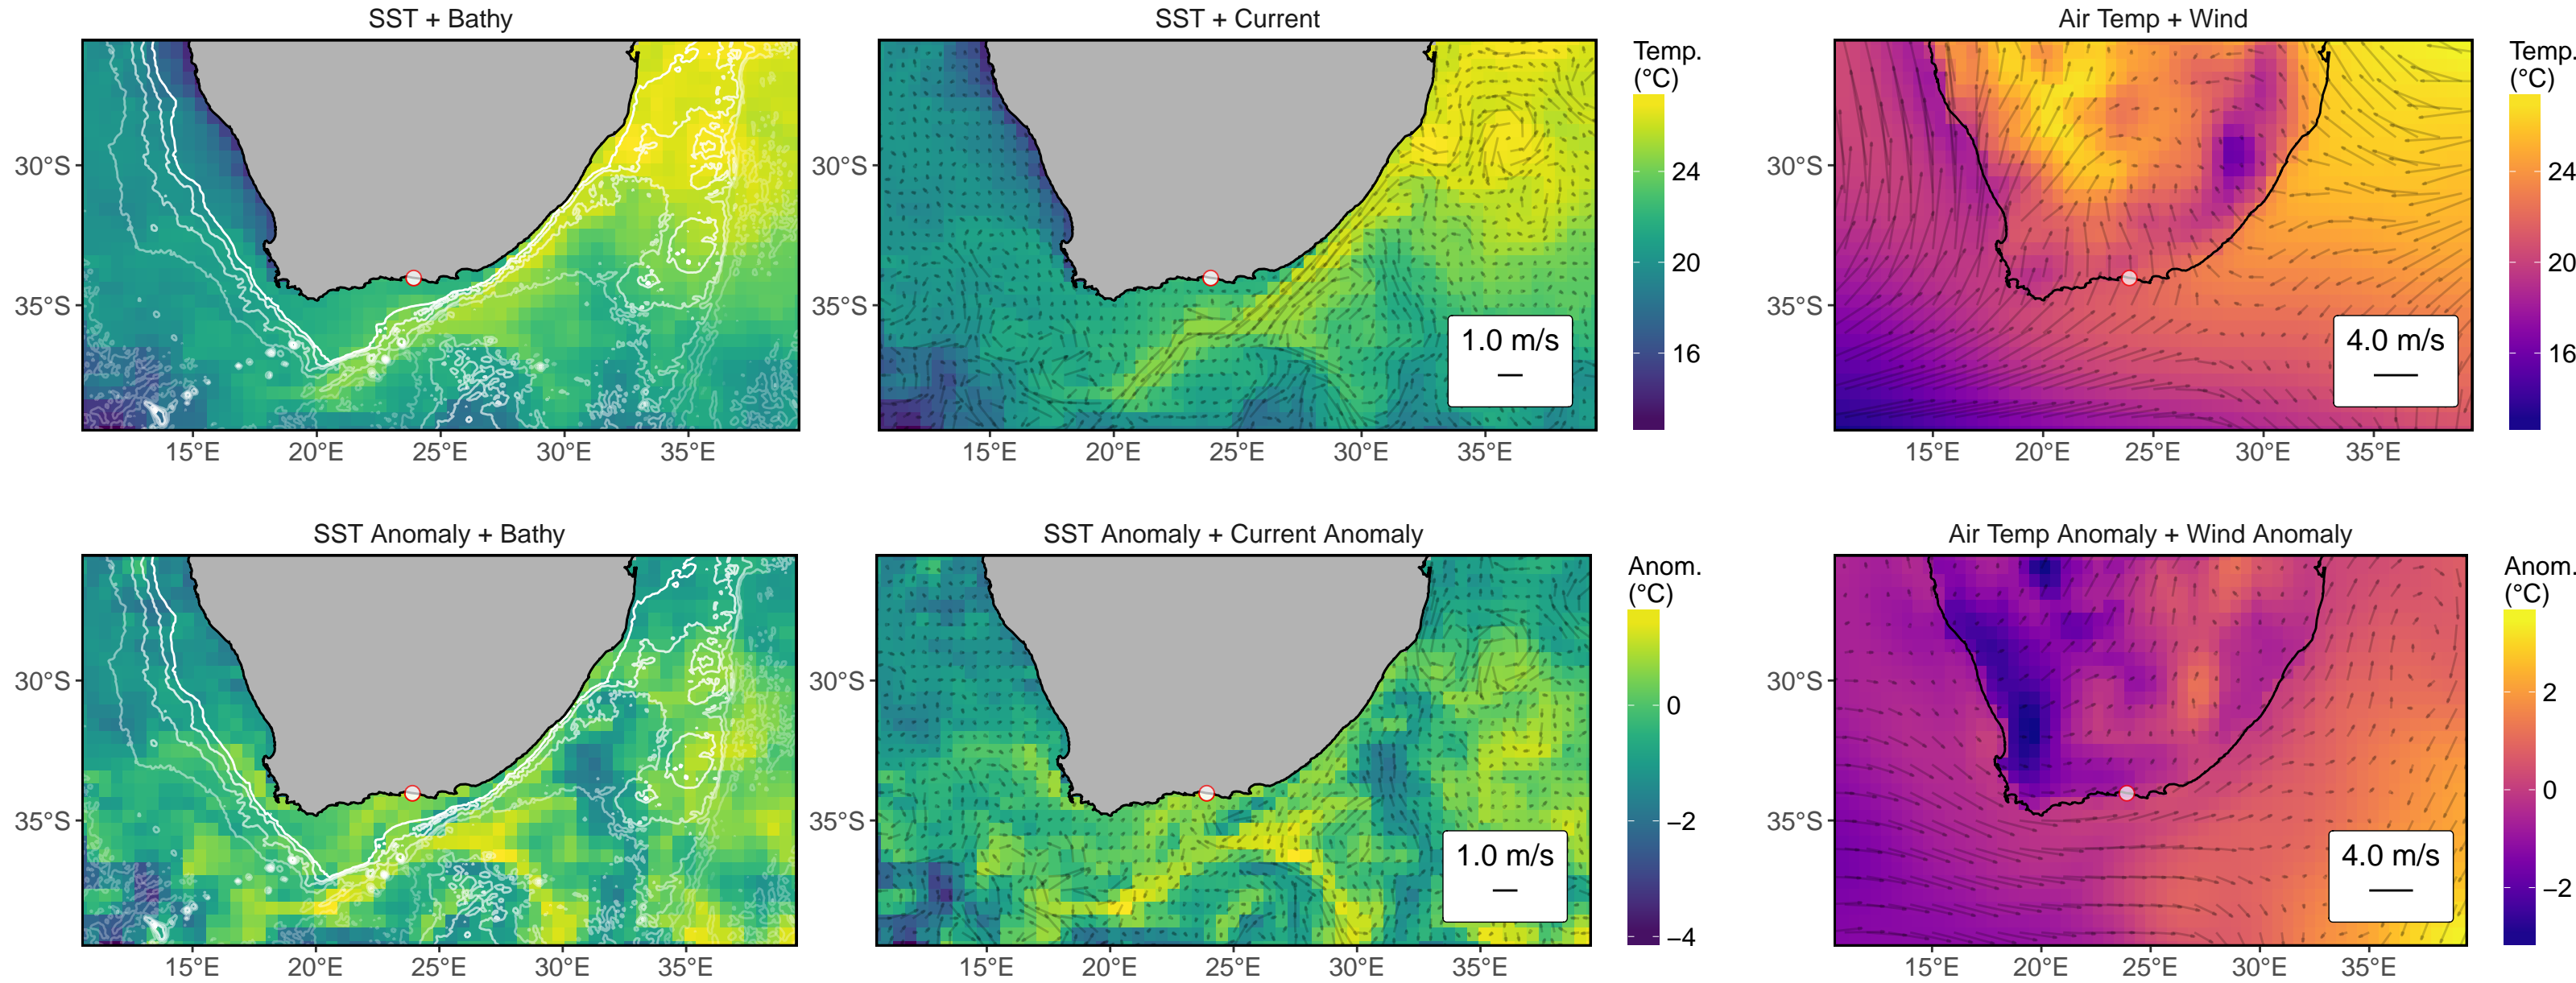 SST + Bathy
SST + Current
Air Temp + Wind
30°S
35°S
15°E 20°E 25°E 30°E 35°E
30°S
35°S
1.0 m/s
15°E 20°E 25°E 30°E 35°E
Temp.
(°C)
24
20
16
30°S
35°S
4.0 m/s
15°E 20°E 25°E 30°E 35°E
Temp.
(°C)
24
20
16
SST Anomaly + Bathy
SST Anomaly + Current Anomaly
Air Temp Anomaly + Wind Anomaly
30°S
35°S
15°E 20°E 25°E 30°E 35°E
30°S
35°S
1.0 m/s
15°E 20°E 25°E 30°E 35°E
Anom.
(°C)
0
−2
−4
30°S
35°S
4.0 m/s
15°E 20°E 25°E 30°E 35°E
Anom.
(°C)
2
0
−2